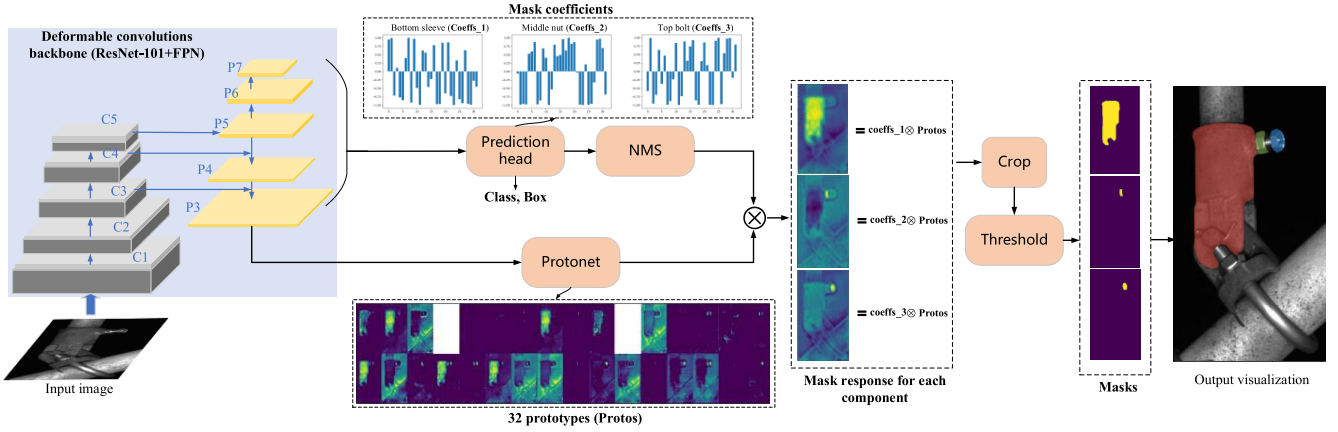 Mask coefficients
Bottom sleeve (Coeffs_1)
Middle nut (Coeffs_2)
Top bolt (Coeffs_3)
Deformable convolutions
backbone (ResNet-101+FPN)
P7
P6
P5
P4
P3
C5
C4
C3
C2
C1
Input image
Prediction
head
NMS
Class, Box
Protonet
32 prototypes (Protos)
= coeffs_1⊗ Protos
= coeffs_2⊗ Protos
= coeffs_3⊗ Protos
Mask response for each
component
Crop
Threshold
Masks
Output visualization